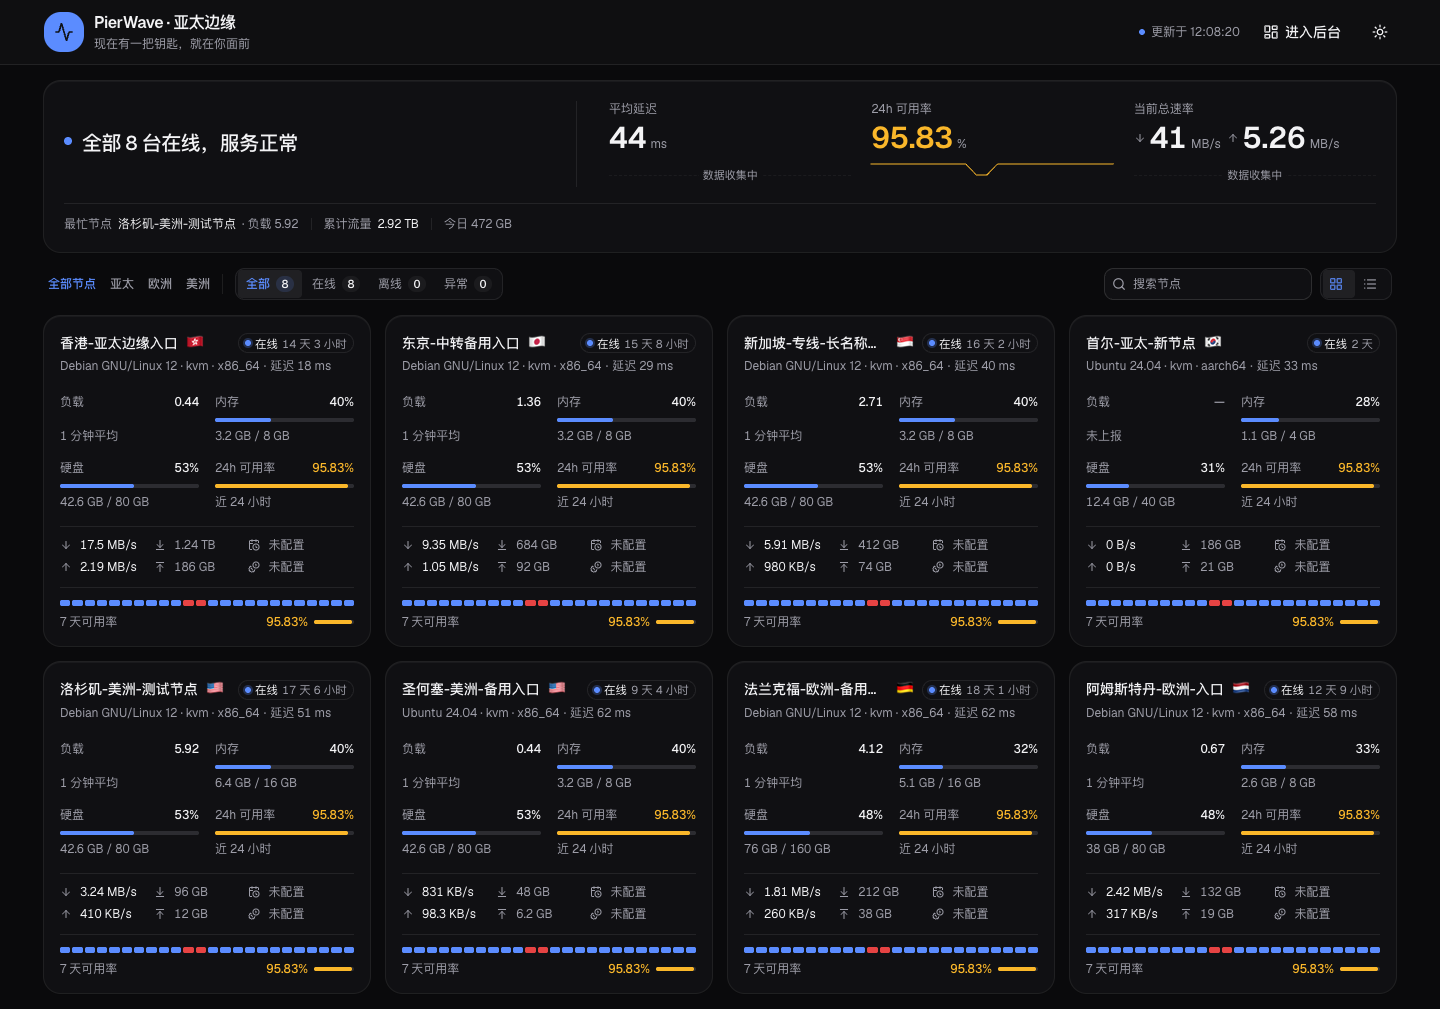 PierWave · 亚太边缘
现在有一把钥匙，就在你面前
更新于 12:08:20
进入后台
全部 8 台在线，服务正常
平均延迟
44 ms
数据收集中
24h 可用率
95.83 %
当前总速率
41 MB/s 5.26 MB/s
数据收集中
最忙节点 洛杉矶-美洲-测试节点 · 负载 5.92 累计流量 2.92 TB 今日 472 GB
全部节点 亚太 欧洲 美洲 全部 8 在线 8 离线 0 异常 0
搜索节点
香港-亚太边缘入口 在线 14 天 3 小时
Debian GNU/Linux 12 · kvm · x86_64 · 延迟 18 ms
负载 0.44 内存 40%
1 分钟平均 3.2 GB / 8 GB
硬盘 53% 24h 可用率 95.83%
42.6 GB / 80 GB 近 24 小时
17.5 MB/s 1.24 TB 未配置
2.19 MB/s 186 GB 未配置
7 天可用率 95.83%
东京-中转备用入口 在线 15 天 8 小时
Debian GNU/Linux 12 · kvm · x86_64 · 延迟 29 ms
负载 1.36 内存 40%
1 分钟平均 3.2 GB / 8 GB
硬盘 53% 24h 可用率 95.83%
42.6 GB / 80 GB 近 24 小时
9.35 MB/s 684 GB 未配置
1.05 MB/s 92 GB 未配置
7 天可用率 95.83%
新加坡-专线-长名称... 在线 16 天 2 小时
Debian GNU/Linux 12 · kvm · x86_64 · 延迟 40 ms
负载 2.71 内存 40%
1 分钟平均 3.2 GB / 8 GB
硬盘 53% 24h 可用率 95.83%
42.6 GB / 80 GB 近 24 小时
5.91 MB/s 412 GB 未配置
980 KB/s 74 GB 未配置
7 天可用率 95.83%
首尔-亚太-新节点 在线 2 天
Ubuntu 24.04 · kvm · aarch64 · 延迟 33 ms
负载 — 内存 28%
未上报 1.1 GB / 4 GB
硬盘 31% 24h 可用率 95.83%
12.4 GB / 40 GB 近 24 小时
0 B/s 186 GB 未配置
0 B/s 21 GB 未配置
7 天可用率 95.83%
洛杉矶-美洲-测试节点 在线 17 天 6 小时
Debian GNU/Linux 12 · kvm · x86_64 · 延迟 51 ms
负载 5.92 内存 40%
1 分钟平均 6.4 GB / 16 GB
硬盘 53% 24h 可用率 95.83%
42.6 GB / 80 GB 近 24 小时
3.24 MB/s 96 GB 未配置
410 KB/s 12 GB 未配置
7 天可用率 95.83%
圣何塞-美洲-备用入口 在线 9 天 4 小时
Ubuntu 24.04 · kvm · x86_64 · 延迟 62 ms
负载 0.44 内存 40%
1 分钟平均 3.2 GB / 8 GB
硬盘 53% 24h 可用率 95.83%
42.6 GB / 80 GB 近 24 小时
831 KB/s 48 GB 未配置
98.3 KB/s 6.2 GB 未配置
7 天可用率 95.83%
法兰克福-欧洲-备用... 在线 18 天 1 小时
Debian GNU/Linux 12 · kvm · x86_64 · 延迟 62 ms
负载 4.12 内存 32%
1 分钟平均 5.1 GB / 16 GB
硬盘 48% 24h 可用率 95.83%
76 GB / 160 GB 近 24 小时
1.81 MB/s 212 GB 未配置
260 KB/s 38 GB 未配置
7 天可用率 95.83%
阿姆斯特丹-欧洲-入口 在线 12 天 9 小时
Debian GNU/Linux 12 · kvm · x86_64 · 延迟 58 ms
负载 0.67 内存 33%
1 分钟平均 2.6 GB / 8 GB
硬盘 48% 24h 可用率 95.83%
38 GB / 80 GB 近 24 小时
2.42 MB/s 132 GB 未配置
317 KB/s 19 GB 未配置
7 天可用率 95.83%